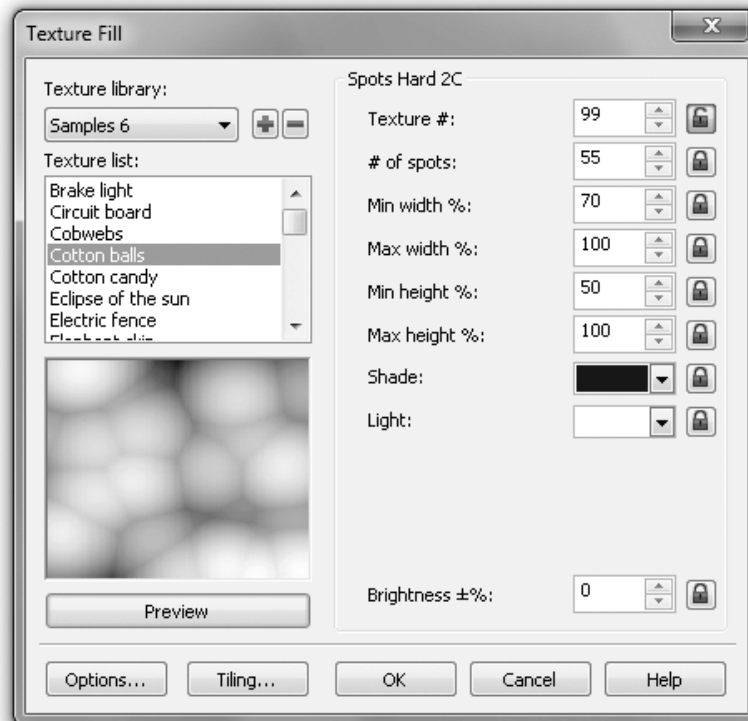 Texture Fill
Texture library:
Samples 6
Texture list:
Brake light
Circuit board
Cobwebs
Cotton balls
Cotton candy
Eclipse of the sun
Electric fence
Elephant skin
Preview
Spots Hard 2C
Texture #: 99
# of spots: 55
Min width %: 70
Max width %: 100
Min height %: 50
Max height %: 100
Shade:
Light:
Brightness ±%: 0
Options...
Tiling...
OK
Cancel
Help